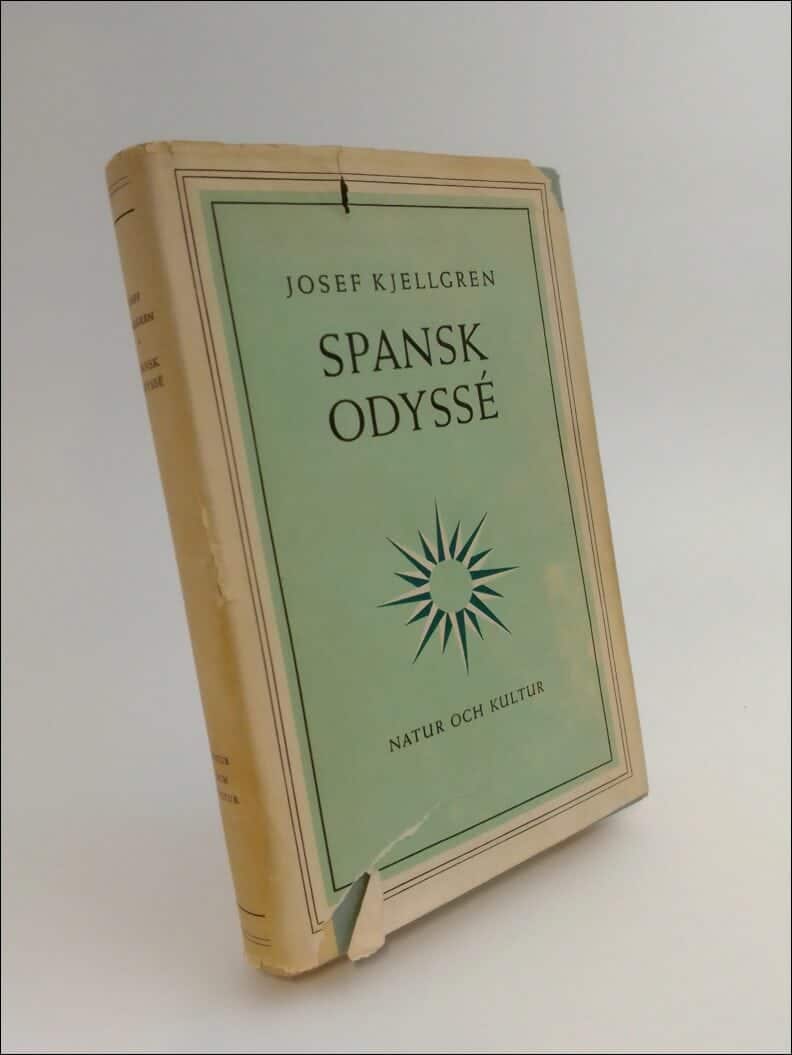 JOSEF KJELLGREN
SPANSK
ODYSSÉ
NATUR OCH KULTUR